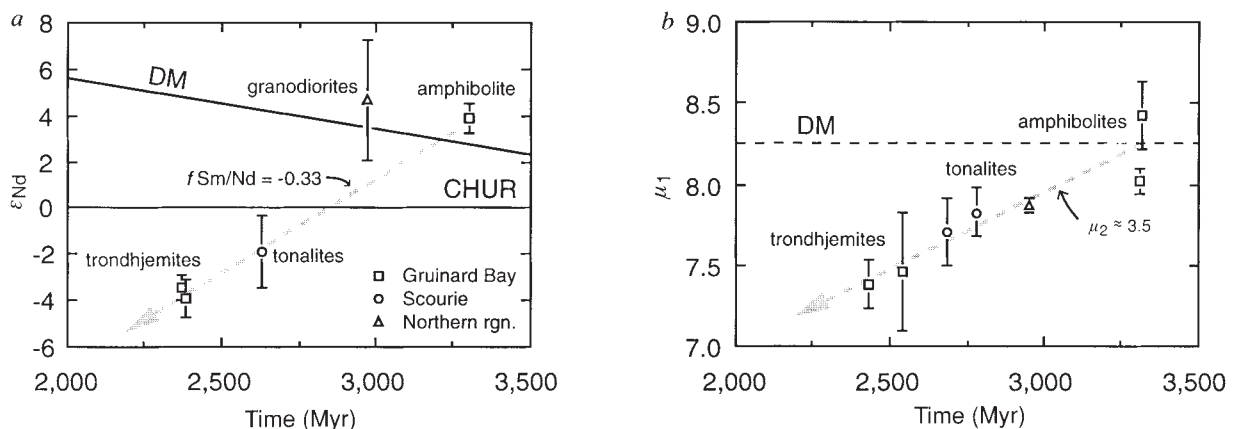 a
8
6
4
2
0
-2
-4
-6
εNd
DM
granodiorites
amphibolite
f Sm/Nd = -0.33
CHUR
trondhjemites
tonalites
Gruinard Bay
Scourie
Northern rgn.
2,000 2,500 3,000 3,500
Time (Myr)
b
9.0
8.5
8.0
7.5
7.0
μ1
DM
amphibolites
tonalites
trondhjemites
μ2 ≈ 3.5
2,000 2,500 3,000 3,500
Time (Myr)